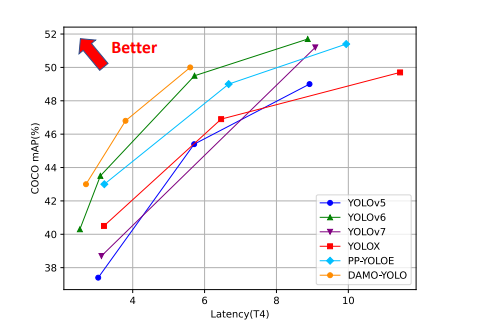 Better
COCO mAP(%)
52
50
48
46
44
42
40
38
4 6 8 10
Latency(T4)
YOLOv5
YOLOv6
YOLOv7
YOLOX
PP-YOLOE
DAMO-YOLO